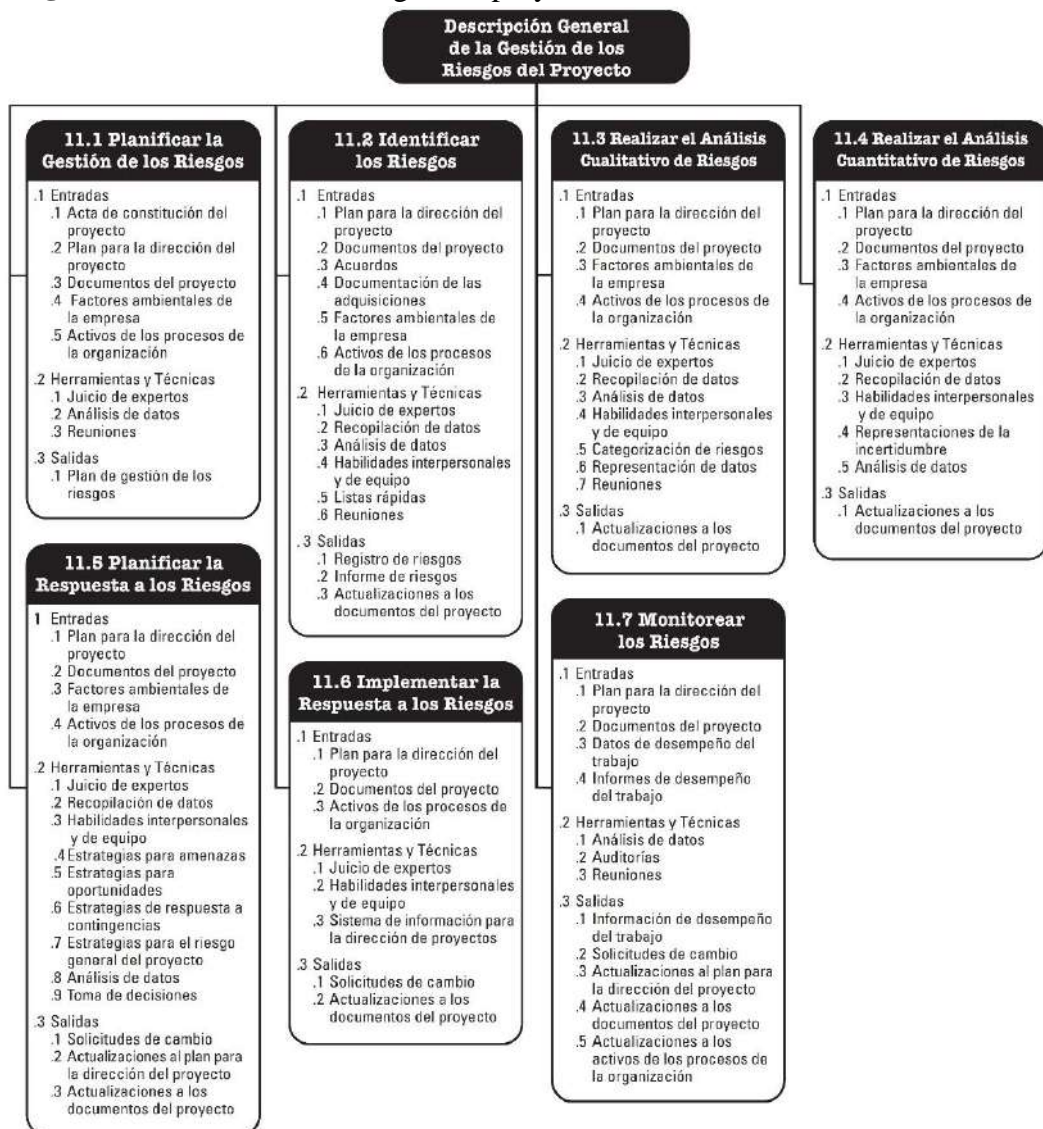 Descripción General
de la Gestión de los
Riesgos del Proyecto
11.1 Planificar la
Gestión de los Riesgos
.1 Entradas
.1 Acta de constitución del
proyecto
.2 Plan para la dirección del
proyecto
.3 Documentos del proyecto
.4 Factores ambientales de
la empresa
.5 Activos de los procesos de
la organización
.2 Herramientas y Técnicas
.1 Juicio de expertos
.2 Análisis de datos
.3 Reuniones
.3 Salidas
.1 Plan de gestión de los
riesgos
11.2 Identificar
los Riesgos
.1 Entradas
.1 Plan para la dirección del
proyecto
.2 Documentos del proyecto
.3 Acuerdos
.4 Documentación de las
adquisiciones
.5 Factores ambientales de
la empresa
.6 Activos de los procesos
de la organización
.2 Herramientas y Técnicas
.1 Juicio de expertos
.2 Recopilación de datos
.3 Análisis de datos
.4 Habilidades interpersonales
y de equipo
.5 Listas rápidas
.6 Reuniones
.3 Salidas
.1 Registro de riesgos
.2 Informe de riesgos
.3 Actualizaciones a los
documentos del proyecto
11.3 Realizar el Análisis
Cualitativo de Riesgos
.1 Entradas
.1 Plan para la dirección del
proyecto
.2 Documentos del proyecto
.3 Factores ambientales de
la empresa
.4 Activos de los procesos de
la organización
.2 Herramientas y Técnicas
.1 Juicio de expertos
.2 Recopilación de datos
.3 Análisis de datos
.4 Habilidades interpersonales
y de equipo
.5 Categorización de riesgos
.6 Representación de datos
.7 Reuniones
.3 Salidas
.1 Actualizaciones a los
documentos del proyecto
11.4 Realizar el Análisis
Cuantitativo de Riesgos
.1 Entradas
.1 Plan para la dirección del
proyecto
.2 Documentos del proyecto
.3 Factores ambientales de
la empresa
.4 Activos de los procesos de
la organización
.2 Herramientas y Técnicas
.1 Juicio de expertos
.2 Recopilación de datos
.3 Habilidades interpersonales
y de equipo
.4 Representaciones de la
incertidumbre
.5 Análisis de datos
.3 Salidas
.1 Actualizaciones a los
documentos del proyecto
11.5 Planificar la
Respuesta a los Riesgos
1 Entradas
.1 Plan para la dirección del
proyecto
.2 Documentos del proyecto
.3 Factores ambientales de
la empresa
.4 Activos de los procesos de
la organización
.2 Herramientas y Técnicas
.1 Juicio de expertos
.2 Recopilación de datos
.3 Habilidades interpersonales
y de equipo
.4 Estrategias para amenazas
.5 Estrategias para
oportunidades
.6 Estrategias de respuesta a
contingencias
.7 Estrategias para el riesgo
general del proyecto
.8 Análisis de datos
.9 Toma de decisiones
.3 Salidas
.1 Solicitudes de cambio
.2 Actualizaciones al plan para
la dirección del proyecto
.3 Actualizaciones a los
documentos del proyecto
11.6 Implementar la
Respuesta a los Riesgos
.1 Entradas
.1 Plan para la dirección del
proyecto
.2 Documentos del proyecto
.3 Activos de los procesos de
la organización
.2 Herramientas y Técnicas
.1 Juicio de expertos
.2 Habilidades interpersonales
y de equipo
.3 Sistema de información para
la dirección de proyectos
.3 Salidas
.1 Solicitudes de cambio
.2 Actualizaciones a los
documentos del proyecto
11.7 Monitorear
los Riesgos
.1 Entradas
.1 Plan para la dirección del
proyecto
.2 Documentos del proyecto
.3 Datos de desempeño del
trabajo
.4 Informes de desempeño
del trabajo
.2 Herramientas y Técnicas
.1 Análisis de datos
.2 Auditorías
.3 Reuniones
.3 Salidas
.1 Información de desempeño
del trabajo
.2 Solicitudes de cambio
.3 Actualizaciones al plan para
la dirección del proyecto
.4 Actualizaciones a los
documentos del proyecto
.5 Actualizaciones a los
activos de los procesos de
la organización